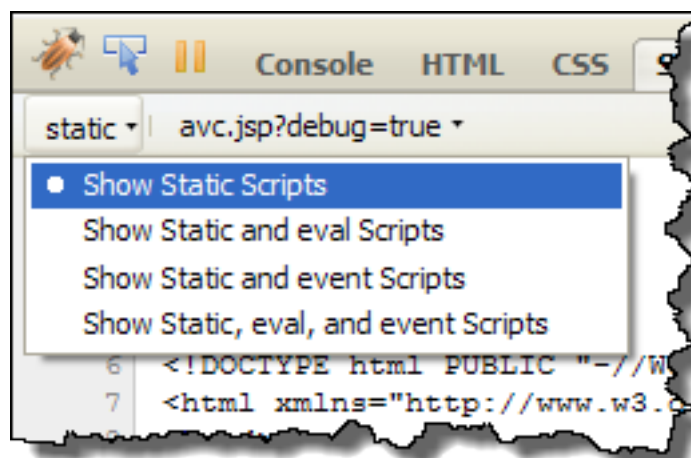 Console HTML CSS S
static avc.jsp?debug=true
Show Static Scripts
Show Static and eval Scripts
Show Static and event Scripts
Show Static, eval, and event Scripts
6 <!DOCTYPE html PUBLIC "-//W
7 <html xmlns="http://www.w3.